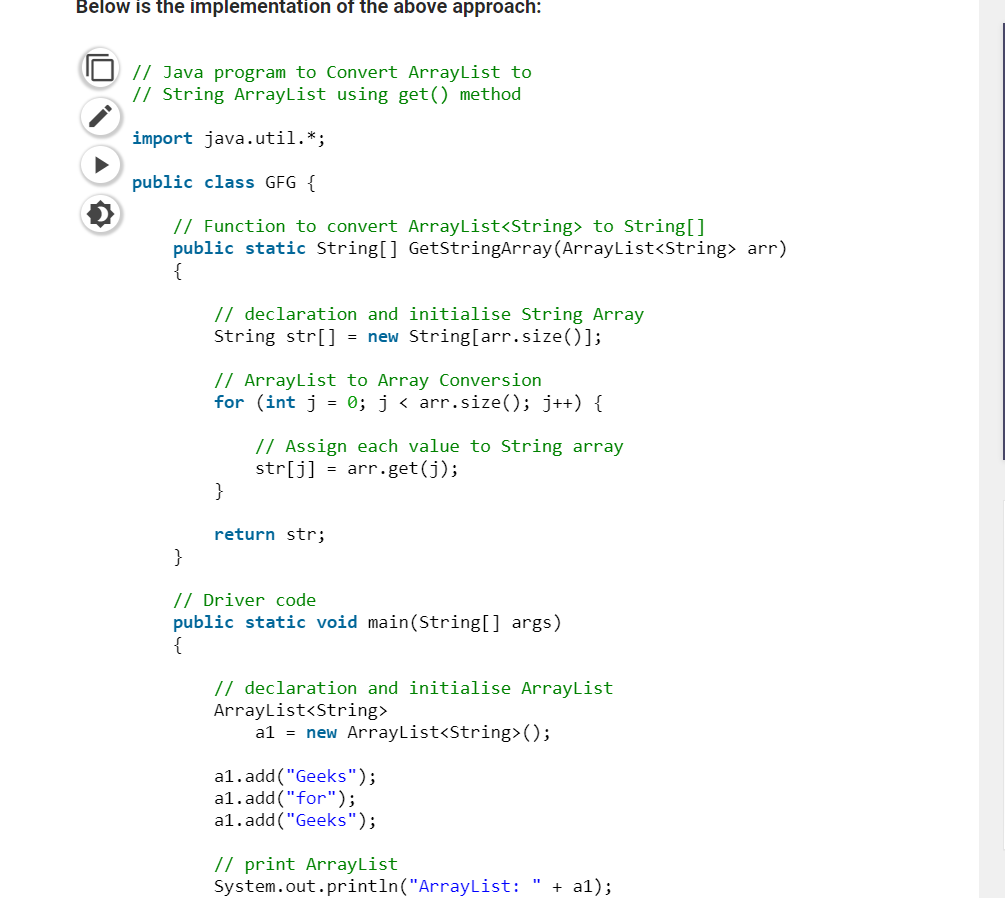 Below is the implementation of the above approach:
// Java program to Convert ArrayList to
// String ArrayList using get() method
import java.util.*;
public class GFG {
// Function to convert ArrayList<String> to String[]
public static String[] GetStringArray(ArrayList<String> arr)
{
// declaration and initialise String Array
String str[] = new String[arr.size()];
// ArrayList to Array Conversion
for (int j = 0; j < arr.size(); j++) {
// Assign each value to String array
str[j] = arr.get(j);
}
return str;
}
// Driver code
public static void main(String[] args)
{
// declaration and initialise ArrayList
ArrayList<String>
a1 = new ArrayList<String>();
a1.add("Geeks");
a1.add("for");
a1.add("Geeks");
// print ArrayList
System.out.println("ArrayList: " + a1);